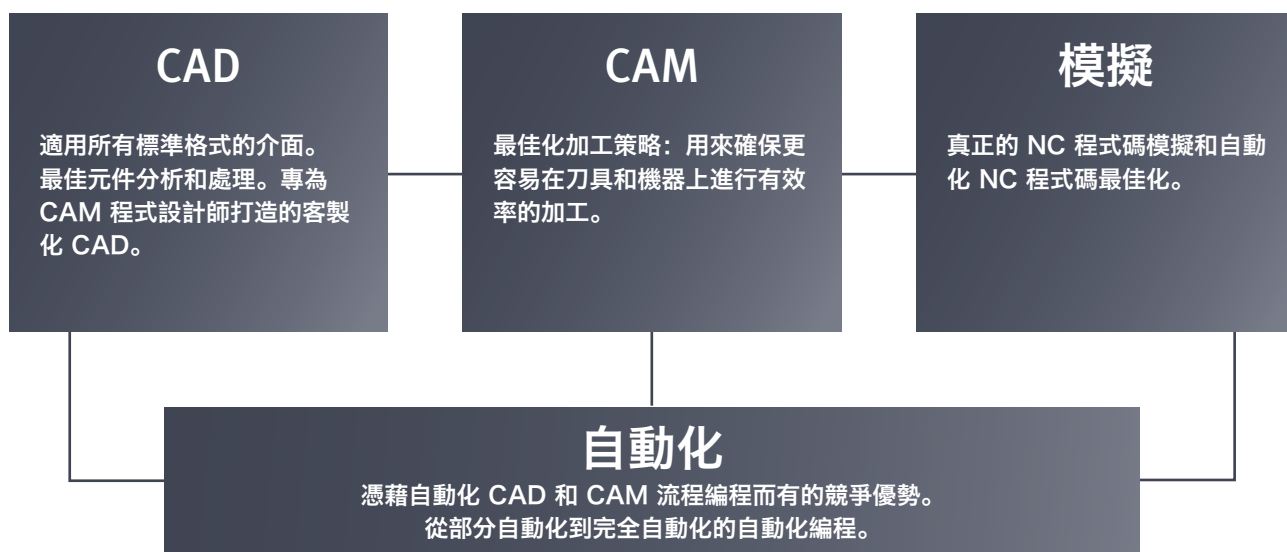 CAD
適用所有標準格式的介面。
最佳元件分析和處理。專為
CAM 程式設計師打造的客製
化 CAD。
CAM
最佳化加工策略：用來確保更
容易在刀具和機器上進行有效
率的加工。
模擬
真正的 NC 程式碼模擬和自動
化 NC 程式碼最佳化。
自動化
憑藉自動化 CAD 和 CAM 流程編程而有的競爭優勢。
從部分自動化到完全自動化的自動化編程。